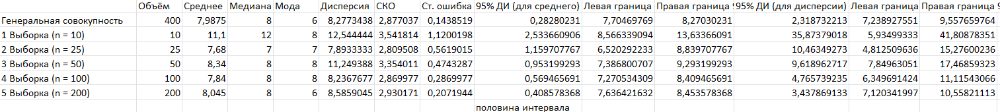 Объём Среднее Медиана Мода Дисперсия СКО Ст. ошибка 95% ДИ (для среднего) Левая граница Правая граница 9 95% ДИ (для дисперсии) Левая граница Правая граница 9
Генеральная совокупность 400 7,9875 8 6 8,2773438 2,877037 0,1438519 0,28280231 7,70469769 8,27030231 2,318732213 7,238927551 9,557659764
1 Выборка (n = 10) 10 11,1 12 8 12,544444 3,541814 1,1200198 2,533660906 8,566339094 13,63366091 35,87379018 5,93499333 41,80878351
2 Выборка (n = 25) 25 7,68 7 7 7,8933333 2,809508 0,5619015 1,159707767 6,520292233 8,839707767 10,46349273 4,812509636 15,27600236
3 Выборка (n = 50) 50 8,34 8 8 11,249388 3,354011 0,4743287 0,953199293 7,386800707 9,293199293 9,618962717 7,84963051 17,46859323
4 Выборка (n = 100) 100 7,84 8 8 8,2367677 2,869977 0,2869977 0,569465691 7,270534309 8,409465691 4,765739235 6,349691424 11,11543066
5 Выборка (n = 200) 200 8,045 8 6 8,5859045 2,930171 0,2071944 0,408578368 7,636421632 8,453578368 3,437869133 7,120341997 10,55821113
половина интервала